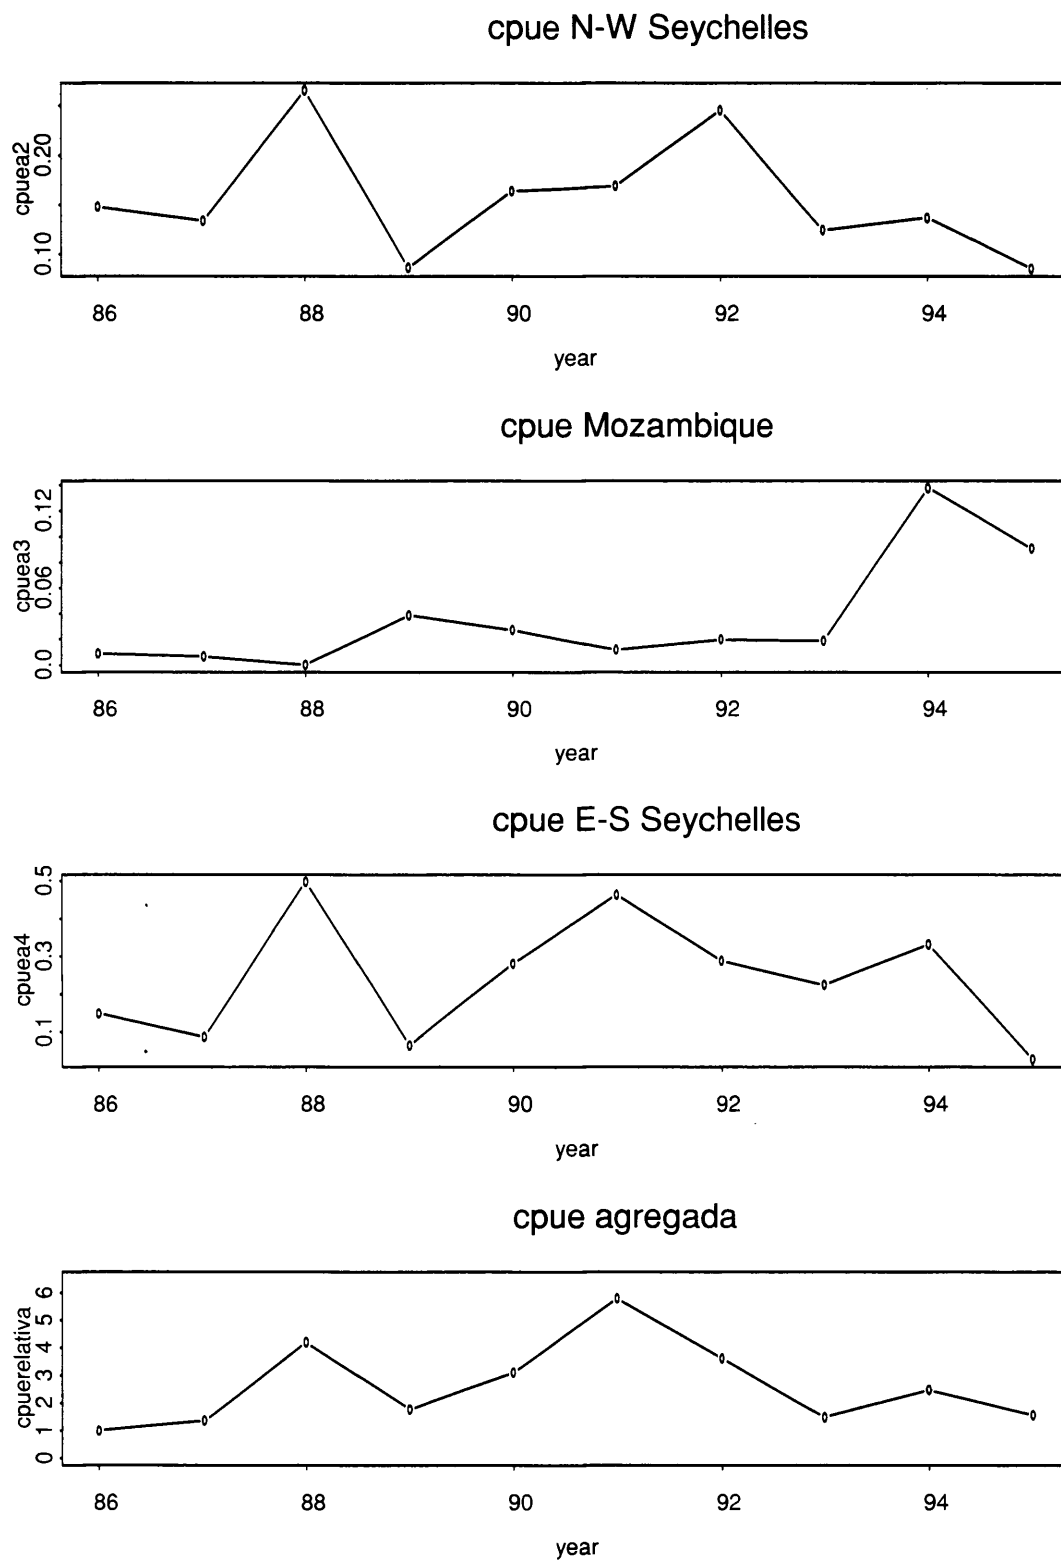 cpue N-W Seychelles
cpuea2
0.10 0.20
86 88 90 92 94
year
cpue Mozambique
cpuea3
0.0 0.06 0.12
86 88 90 92 94
year
cpue E-S Seychelles
cpuea4
0.1 0.3 0.5
86 88 90 92 94
year
cpue agregada
cpuerelativa
0 1 2 3 4 5 6
86 88 90 92 94
year